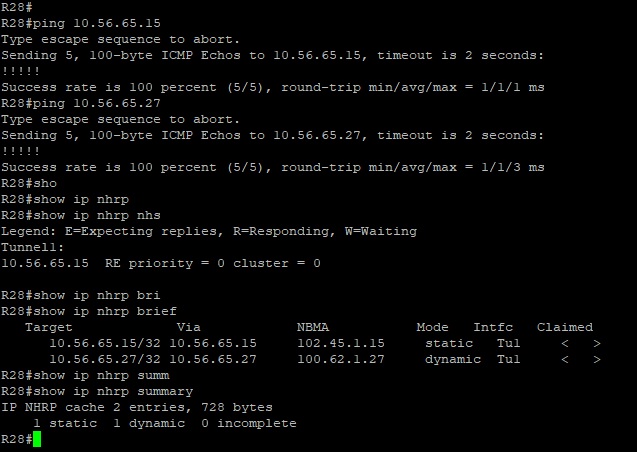 R28#
R28#ping 10.56.65.15
Type escape sequence to abort.
Sending 5, 100-byte ICMP Echos to 10.56.65.15, timeout is 2 seconds:
!!!!!
Success rate is 100 percent (5/5), round-trip min/avg/max = 1/1/1 ms
R28#ping 10.56.65.27
Type escape sequence to abort.
Sending 5, 100-byte ICMP Echos to 10.56.65.27, timeout is 2 seconds:
!!!!!
Success rate is 100 percent (5/5), round-trip min/avg/max = 1/1/3 ms
R28#sho
R28#show ip nhrp
R28#show ip nhrp nhs
Legend: E=Expecting replies, R=Responding, W=Waiting
Tunnel1:
10.56.65.15  RE priority = 0 cluster = 0
R28#show ip nhrp bri
R28#show ip nhrp brief
   Target             Via            NBMA           Mode   Intfc   Claimed
      10.56.65.15/32 10.56.65.15     102.45.1.15     static   Tu1     <   >
      10.56.65.27/32 10.56.65.27     100.62.1.27     dynamic  Tu1     <   >
R28#show ip nhrp summ
R28#show ip nhrp summary
IP NHRP cache 2 entries, 728 bytes
    1 static  1 dynamic  0 incomplete
R28#